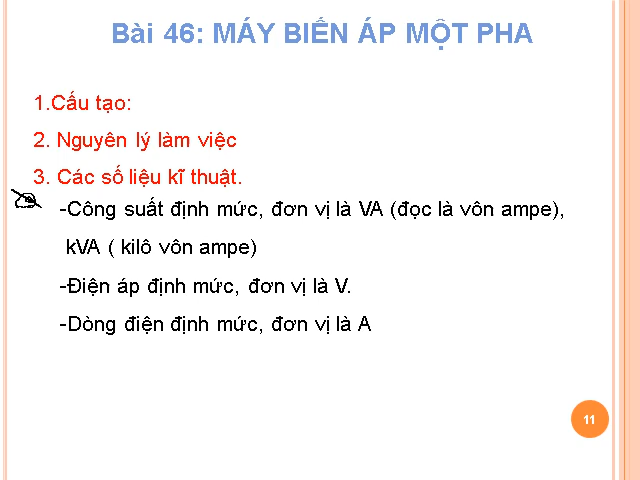 Bài 46: MÁY BIẾN ÁP MỘT PHA
1.Cấu tạo:
2. Nguyên lý làm việc
3. Các số liệu kĩ thuật.
-Công suất định mức, đơn vị là VA (đọc là vôn ampe),
kVA ( kilô vôn ampe)
-Điện áp định mức, đơn vị là V.
-Dòng điện định mức, đơn vị là A
11